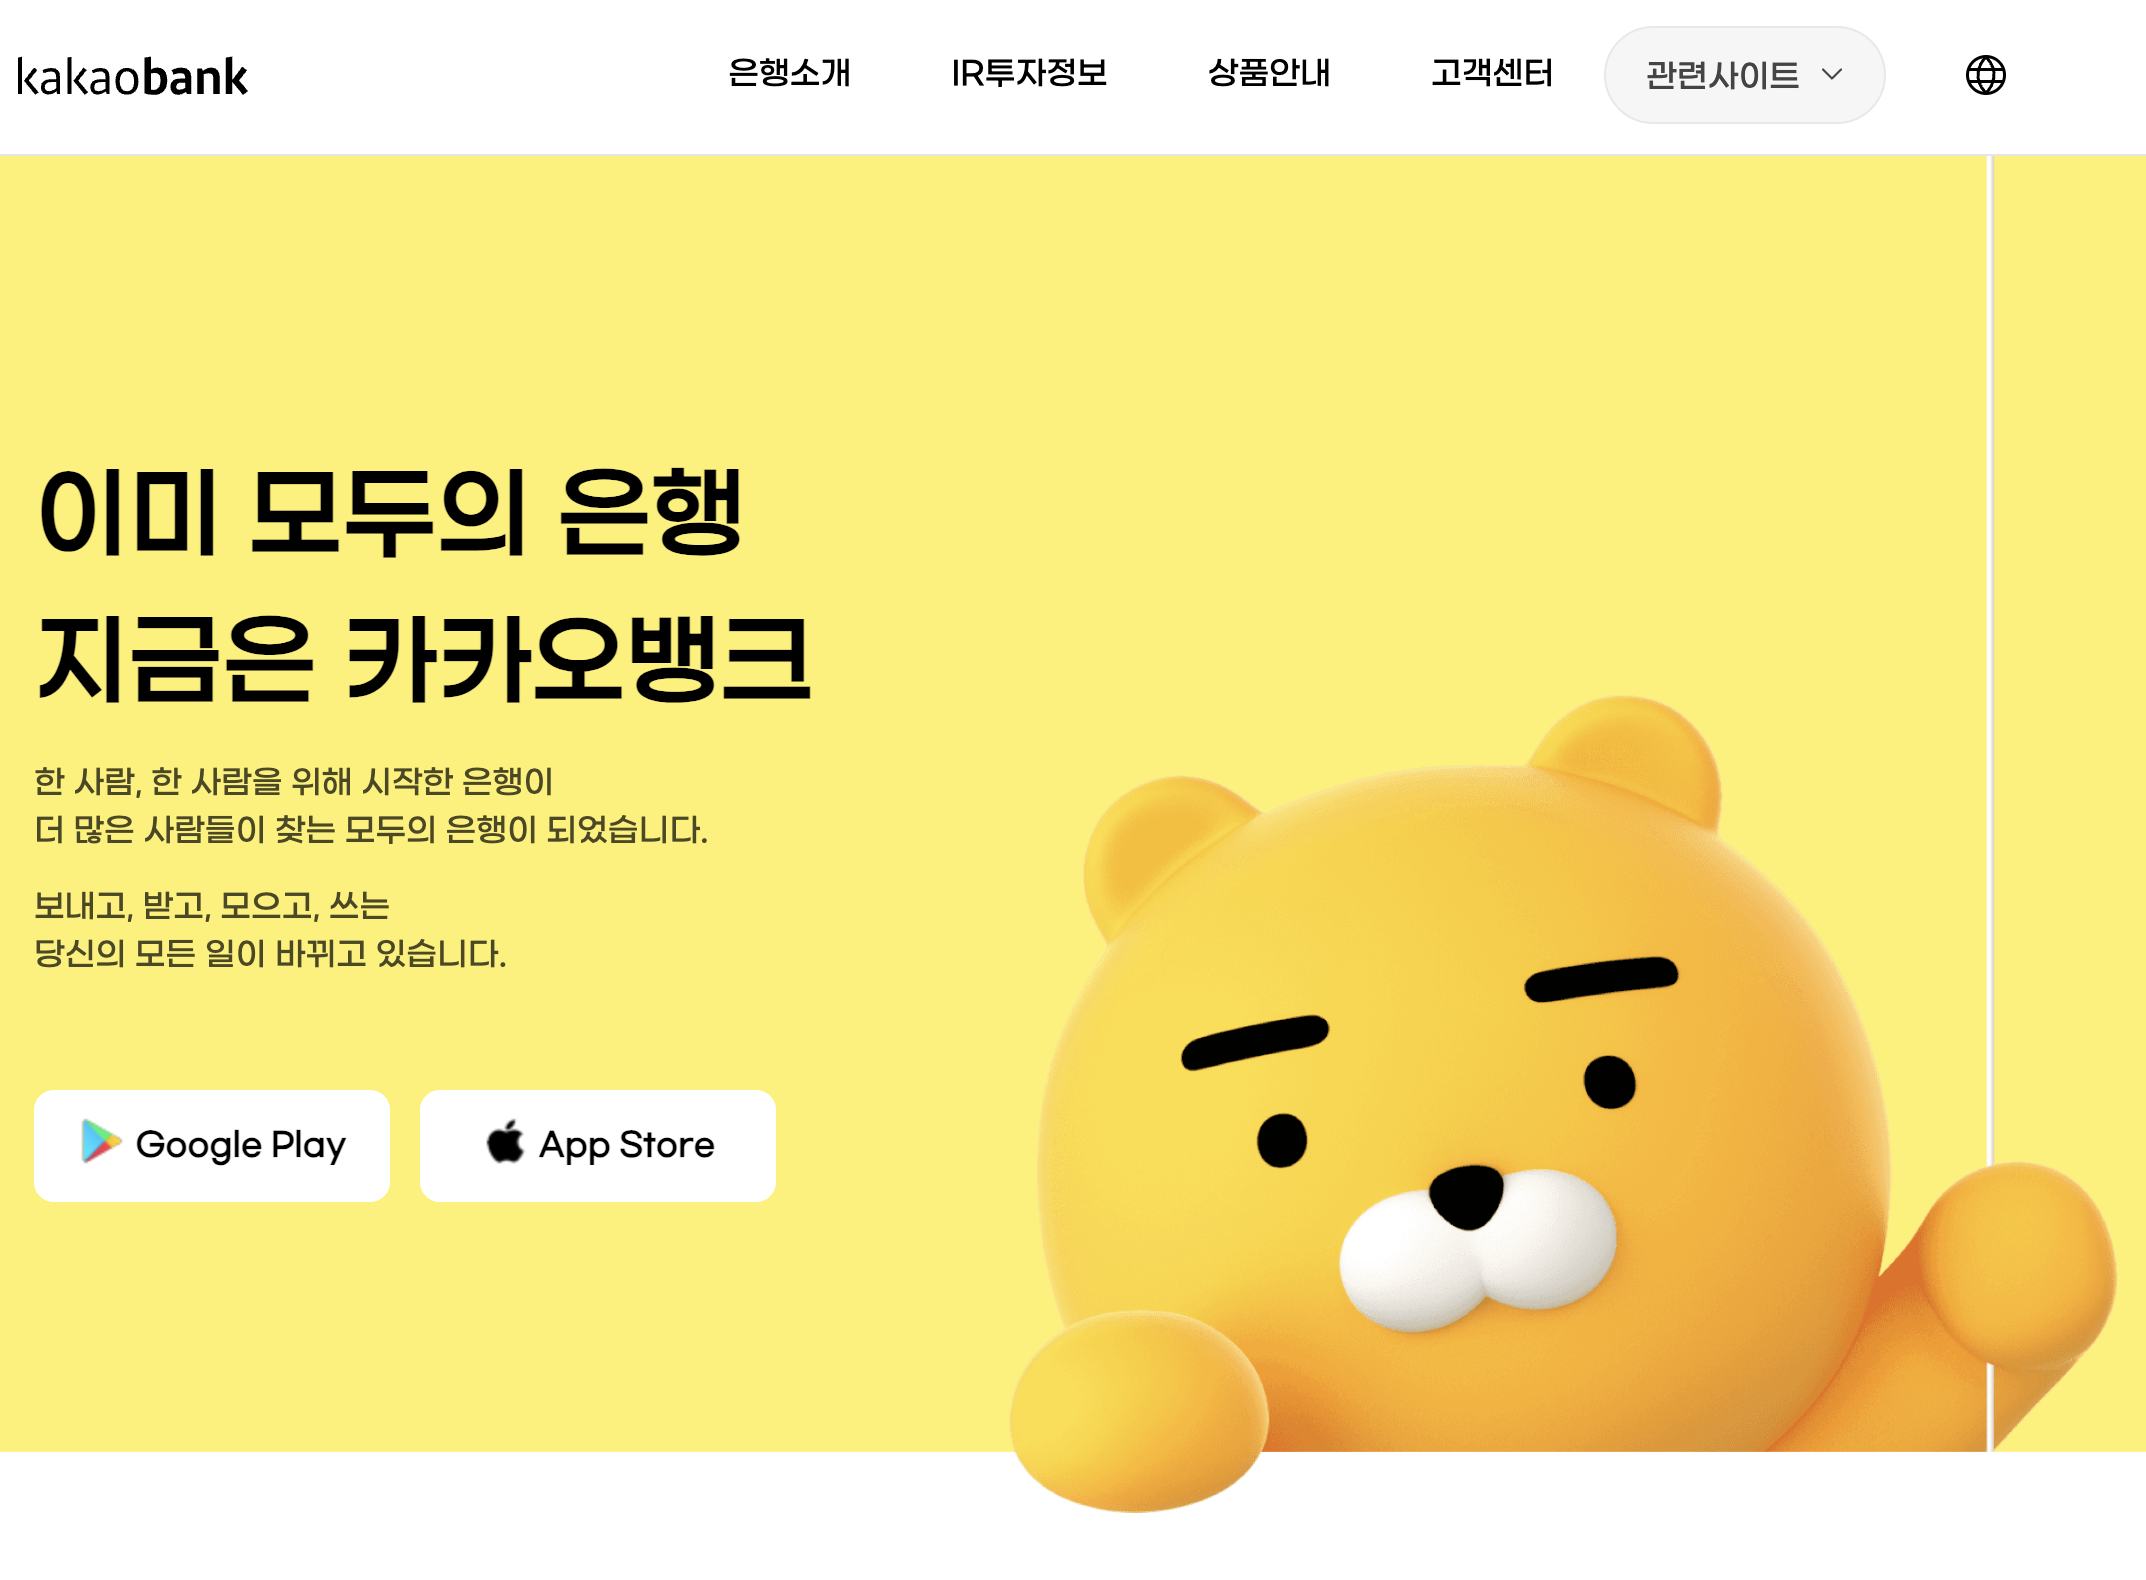 kakaobank
은행소개
IR투자정보
상품안내
고객센터
관련사이트
이미 모두의 은행
지금은 카카오뱅크
한 사람, 한 사람을 위해 시작한 은행이
더 많은 사람들이 찾는 모두의 은행이 되었습니다.
보내고, 받고, 모으고, 쓰는
당신의 모든 일이 바뀌고 있습니다.
Google Play
App Store